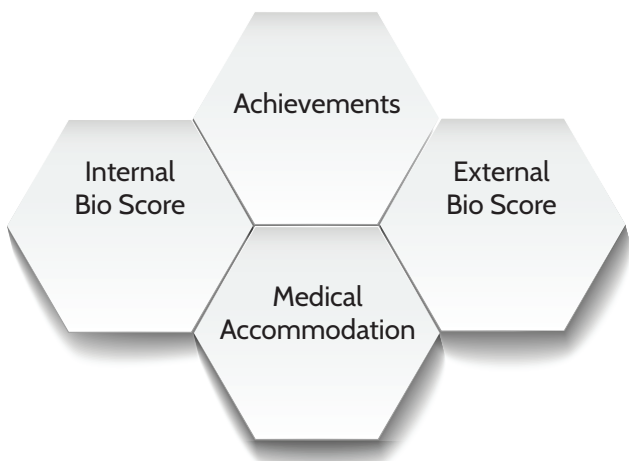 Achievements
Internal
Bio Score
External
Bio Score
Medical
Accommodation